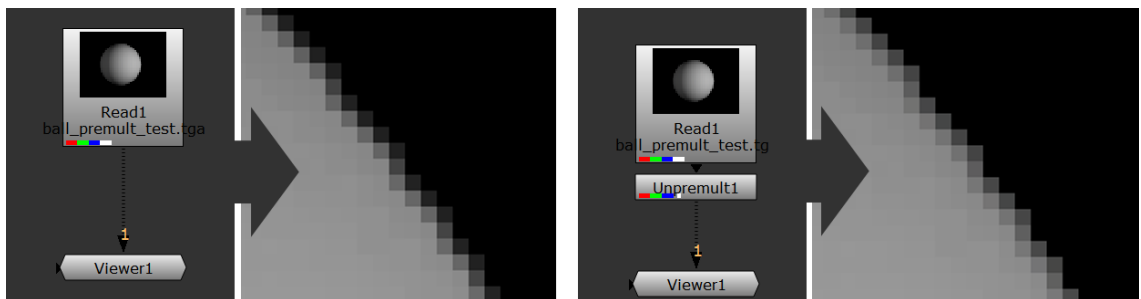 Read1
ball_premult_test.tga
1
Viewer1
Read1
ball_premult_test.tg
Unpremult1
1
Viewer1